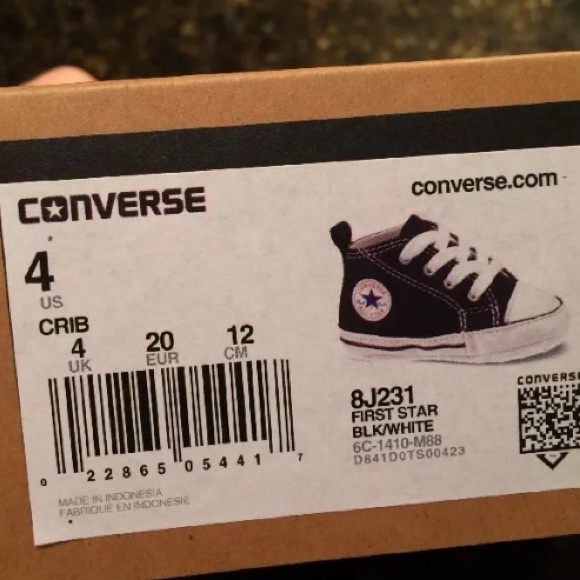 CONVERSE
converse.com
4
US
CRIB
4 20 12
UK EUR CM
0 22865 05441 7
MADE IN INDONESIA
FABRIQUE EN INDONESIE
8J231
FIRST STAR
BLK/WHITE
6C-1410-M88
D841D0TS00423
CONVERSE